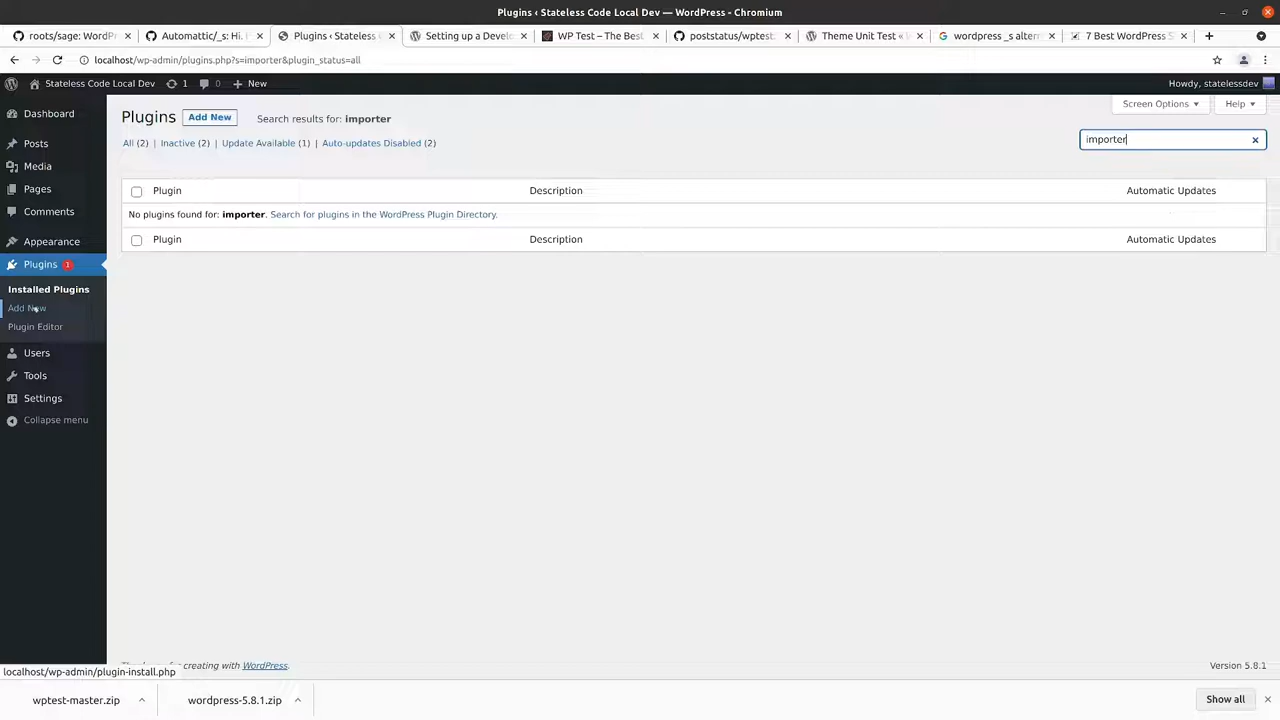 Plugins ‹ Stateless Code Local Dev — WordPress - Chromium
roots/sage: WordP
Automattic/_s: Hi.
Plugins ‹ Stateless
Setting up a Develo
WP Test – The Best
poststatus/wptest
Theme Unit Test « 
wordpress _s altern
7 Best WordPress S
localhost/wp-admin/plugins.php?s=importer&plugin_status=all
Stateless Code Local Dev
1
0
New
Howdy, statelessdev
Dashboard
Posts
Media
Pages
Comments
Appearance
Plugins 1
Installed Plugins
Add New
Plugin Editor
Users
Tools
Settings
Collapse menu
Screen Options
Help
Plugins
Add New
Search results for: importer
All (2) | Inactive (2) | Update Available (1) | Auto-updates Disabled (2)
importer
Plugin
Description
Automatic Updates
No plugins found for: importer. Search for plugins in the WordPress Plugin Directory.
Plugin
Description
Automatic Updates
for creating with WordPress.
Version 5.8.1
localhost/wp-admin/plugin-install.php
wptest-master.zip
wordpress-5.8.1.zip
Show all